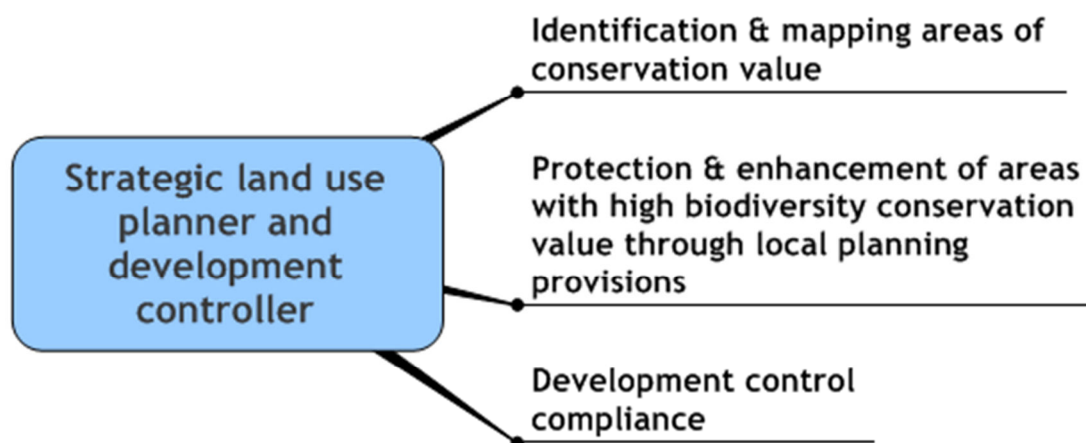 Identification & mapping areas of
conservation value
Strategic land use
planner and
development
controller
Protection & enhancement of areas
with high biodiversity conservation
value through local planning
provisions
Development control
compliance